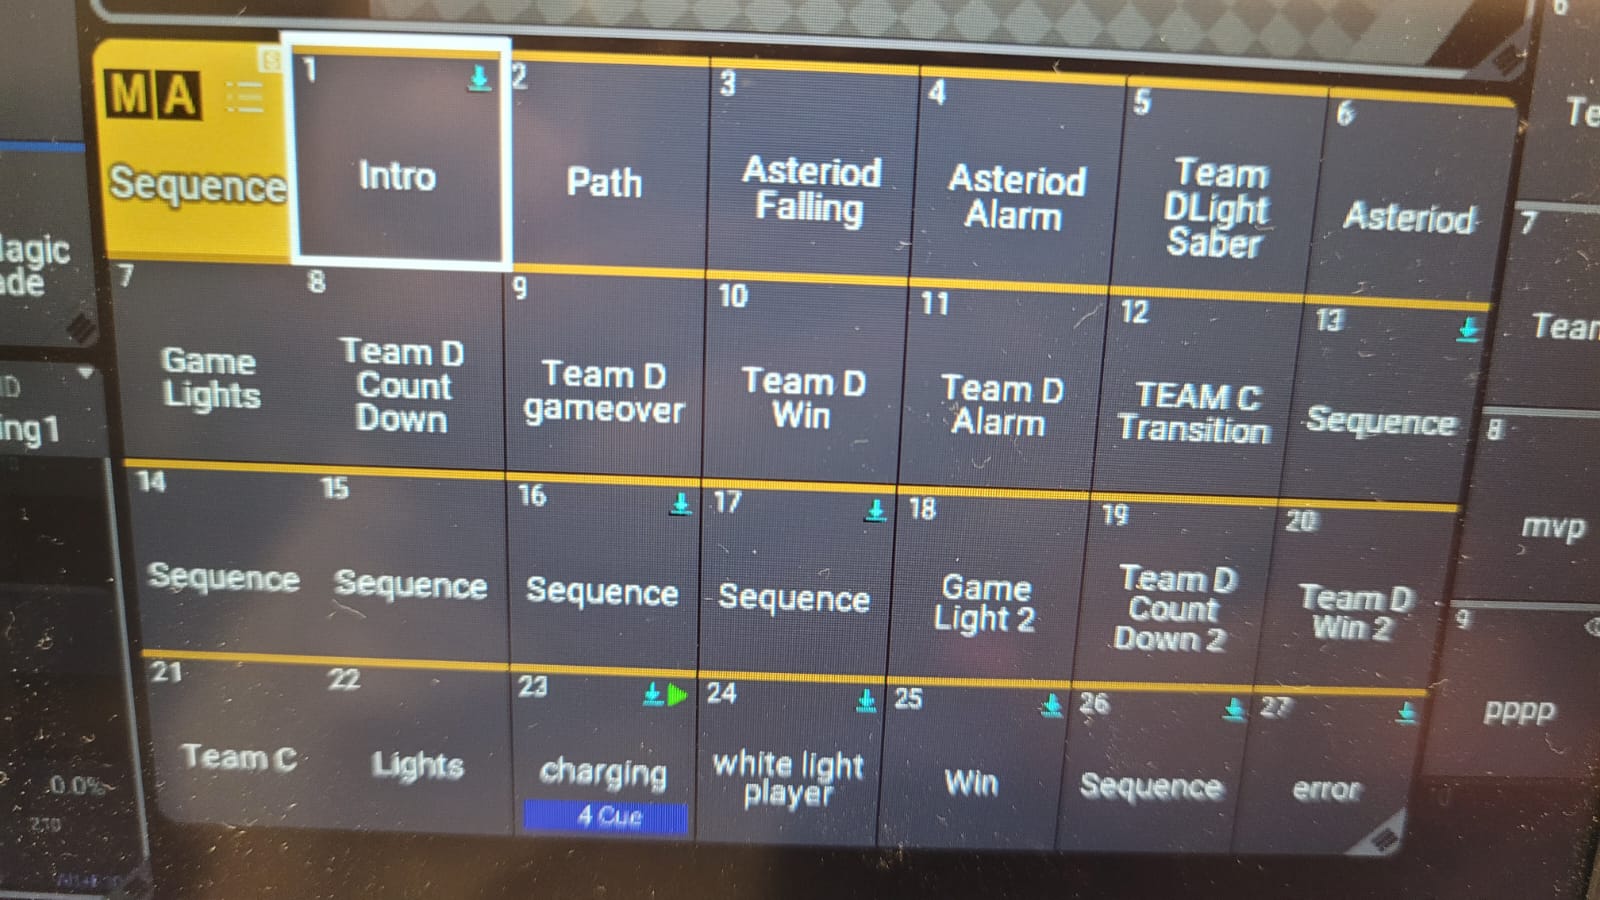 MA
Sequence
S
1
Intro
2
Path
3
Asteriod
Falling
4
Asteriod
Alarm
5
Team
DLight
Saber
6
Asteriod
7
Game
Lights
8
Team D
Count
Down
9
Team D
gameover
10
Team D
Win
11
Team D
Alarm
12
TEAM C
Transition
13
Sequence
14
Sequence
15
Sequence
16
Sequence
17
Sequence
18
Game
Light 2
19
Team D
Count
Down 2
20
Team D
Win 2
21
Team C
22
Lights
23
charging
4 Cue
24
white light
player
25
Win
26
Sequence
27
error
agic
ade
ing1
0.0%
6
Te
7
Tear
8
mvp
9
pppp